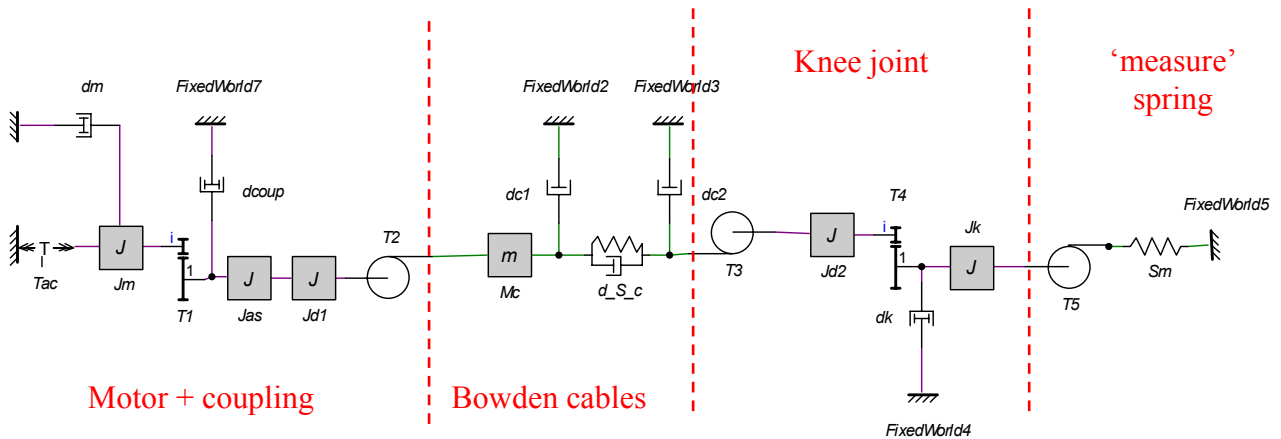 Knee joint
‘measure’
spring
dm
FixedWorld7
FixedWorld2
FixedWorld3
dcoup
dc1
dc2
T4
FixedWorld5
i
i
Jk
T
I
J
T2
m
J
J
Tac
Jm
1
J
J
T3
Jd2
1
T5
Sm
T1
Jas
Jd1
Mc
d_S_c
dk
Motor + coupling
Bowden cables
FixedWorld4